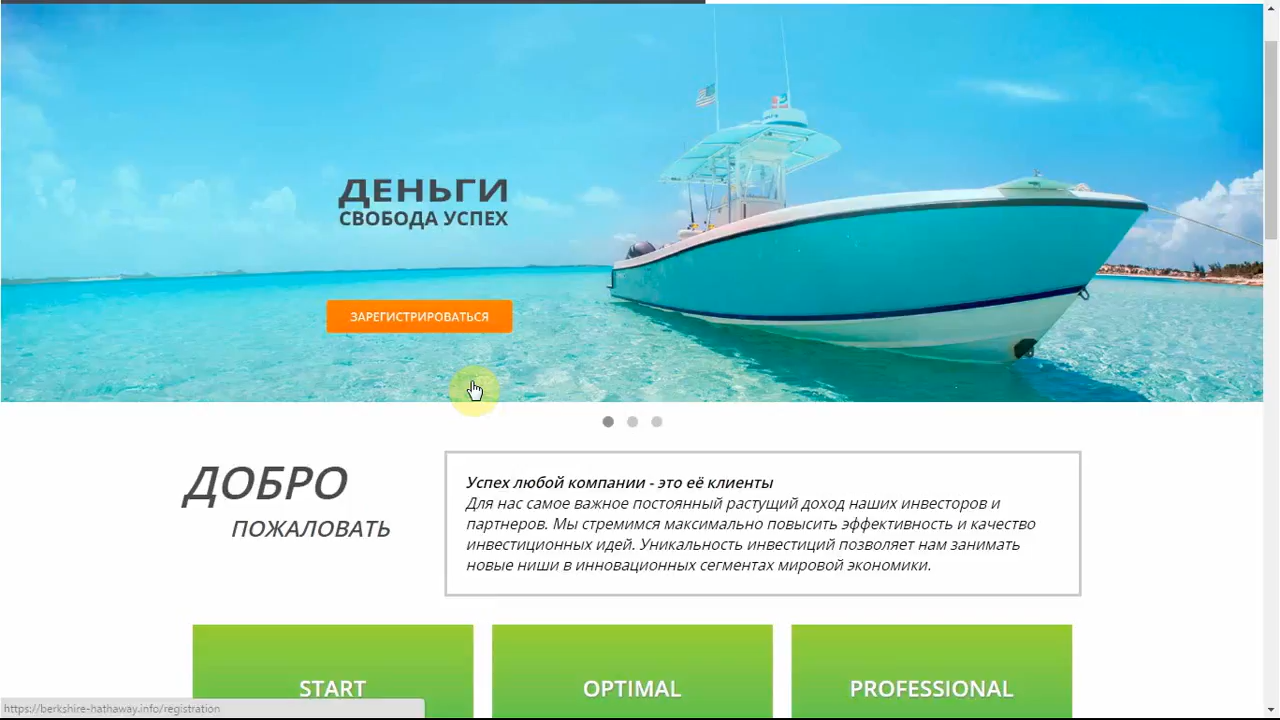 ДЕНЬГИ
СВОБОДА УСПЕХ
ЗАРЕГИСТРИРОВАТЬСЯ
ДОБРО
ПОЖАЛОВАТЬ
Успех любой компании - это её клиенты
Для нас самое важное постоянный растущий доход наших инвесторов и
партнеров. Мы стремимся максимально повысить эффективность и качество
инвестиционных идей. Уникальность инвестиций позволяет нам занимать
новые ниши в инновационных сегментах мировой экономики.
START
OPTIMAL
PROFESSIONAL
https://berkshire-hathaway.info/registration